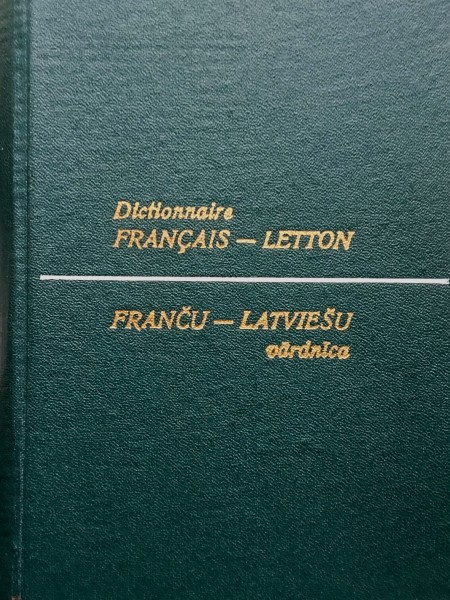 Dictionnaire
FRANÇAIS — LETTON
FRANČU — LATVIEŠU
vārdnīca